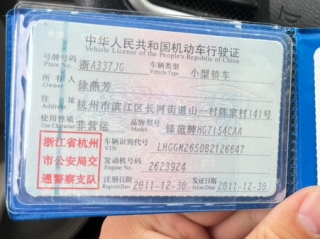 中华人民共和国机动车行驶证
Vehicle License of the People's Republic of China
号牌号码 浙A337JG 车辆类型 小型轿车
Plate No. Vehicle Type
所有人 徐燕芳
Owner
住址 杭州市滨江区长河街道山一村陈家村141号
Address
使用性质 非营运 品牌型号 锋范牌HG7154CAA
Use Character
浙江省杭州
市公安局交
通警察支队
车辆识别代号 LHGGM2650B2126647
VIN
发动机号码 2623924
Engine No.
注册日期 2011-12-30 发证日期 2011-12-30
Register Date Issue Date